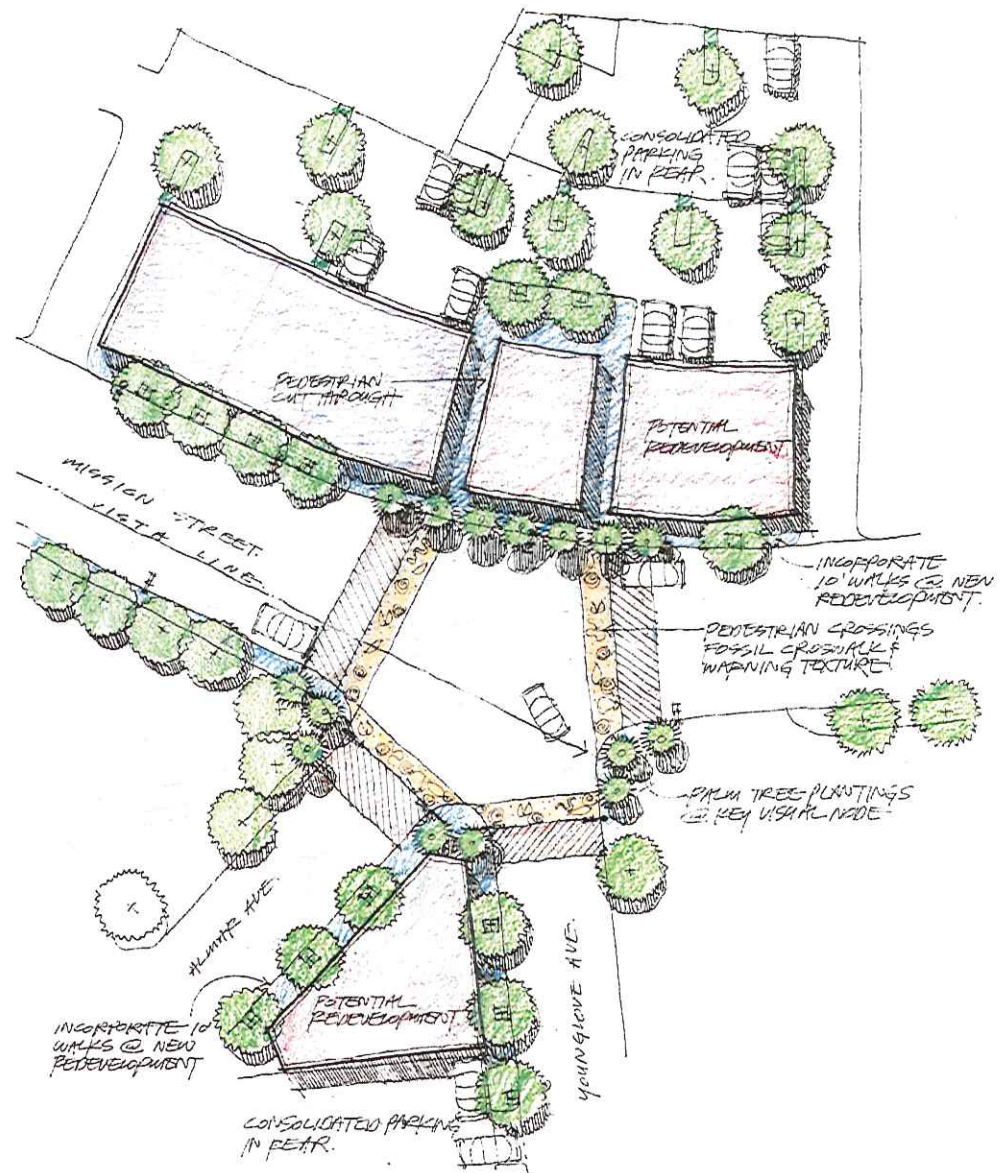 CONSOLIDATED
PARKING
IN REAR.
PEDESTRIAN
CUT THROUGH
POTENTIAL
REDEVELOPMENT
MISSION STREET.
VISTA LINE
INCORPORATE
10' WALKS @ NEW
REDEVELOPMENT.
PEDESTRIAN CROSSINGS
FOSSIL CROSWALK &
WARNING TEXTURE
PALM TREE PLANTINGS
@ KEY VISUAL NODE
ALMAR AVE.
YOUNGLOVE AVE.
POTENTIAL
REDEVELOPMENT
INCORPORATE 10'
WALKS @ NEW
REDEVELOPMENT
CONSOLIDATED PARKING
IN REAR.